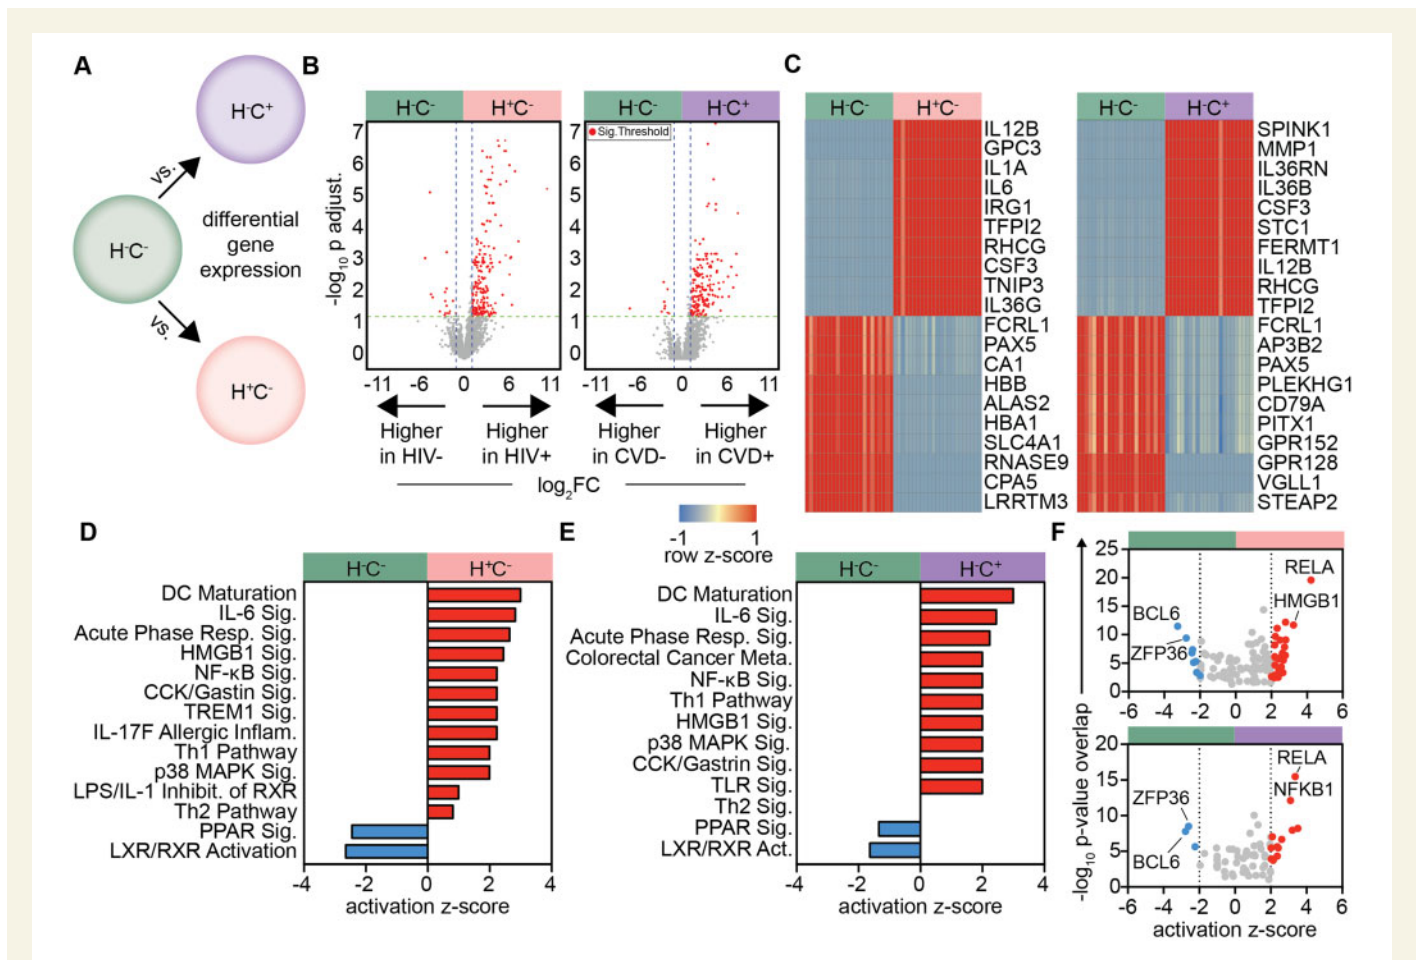 A
H-C+
vs.
H-C-
differential
gene
expression
vs.
H+C-
B
H-C-
H+C-
H-C-
H-C+
Sig.Threshold
-log10 p adjust.
7
6
5
4
3
2
1
0
7
6
5
4
3
2
1
0
-11 -6 0 6 11
-11 -6 0 6 11
Higher
in HIV-
Higher
in HIV+
Higher
in CVD-
Higher
in CVD+
log2FC
C
H-C-
H+C-
IL12B
GPC3
IL1A
IL6
IRG1
TFPI2
RHCG
CSF3
TNIP3
IL36G
FCRL1
PAX5
CA1
HBB
ALAS2
HBA1
SLC4A1
RNASE9
CPA5
LRRTM3
H-C-
H-C+
SPINK1
MMP1
IL36RN
IL36B
CSF3
STC1
FERMT1
IL12B
RHCG
TFPI2
FCRL1
AP3B2
PAX5
PLEKHG1
CD79A
PITX1
GPR152
GPR128
VGLL1
STEAP2
-1 1
row z-score
D
H-C-
H+C-
DC Maturation
IL-6 Sig.
Acute Phase Resp. Sig.
HMGB1 Sig.
NF-κB Sig.
CCK/Gastin Sig.
TREM1 Sig.
IL-17F Allergic Inflam.
Th1 Pathway
p38 MAPK Sig.
LPS/IL-1 Inhibit. of RXR
Th2 Pathway
PPAR Sig.
LXR/RXR Activation
-4 -2 0 2 4
activation z-score
E
H-C-
H-C+
DC Maturation
IL-6 Sig.
Acute Phase Resp. Sig.
Colorectal Cancer Meta.
NF-κB Sig.
Th1 Pathway
HMGB1 Sig.
p38 MAPK Sig.
CCK/Gastrin Sig.
TLR Sig.
Th2 Sig.
PPAR Sig.
LXR/RXR Act.
-4 -2 0 2 4
activation z-score
F
-log10 p-value overlap
25
20
15
10
5
0
RELA
HMGB1
BCL6
ZFP36
-6 -4 -2 0 2 4 6
20
15
10
5
0
RELA
NFKB1
ZFP36
BCL6
-6 -4 -2 0 2 4 6
activation z-score